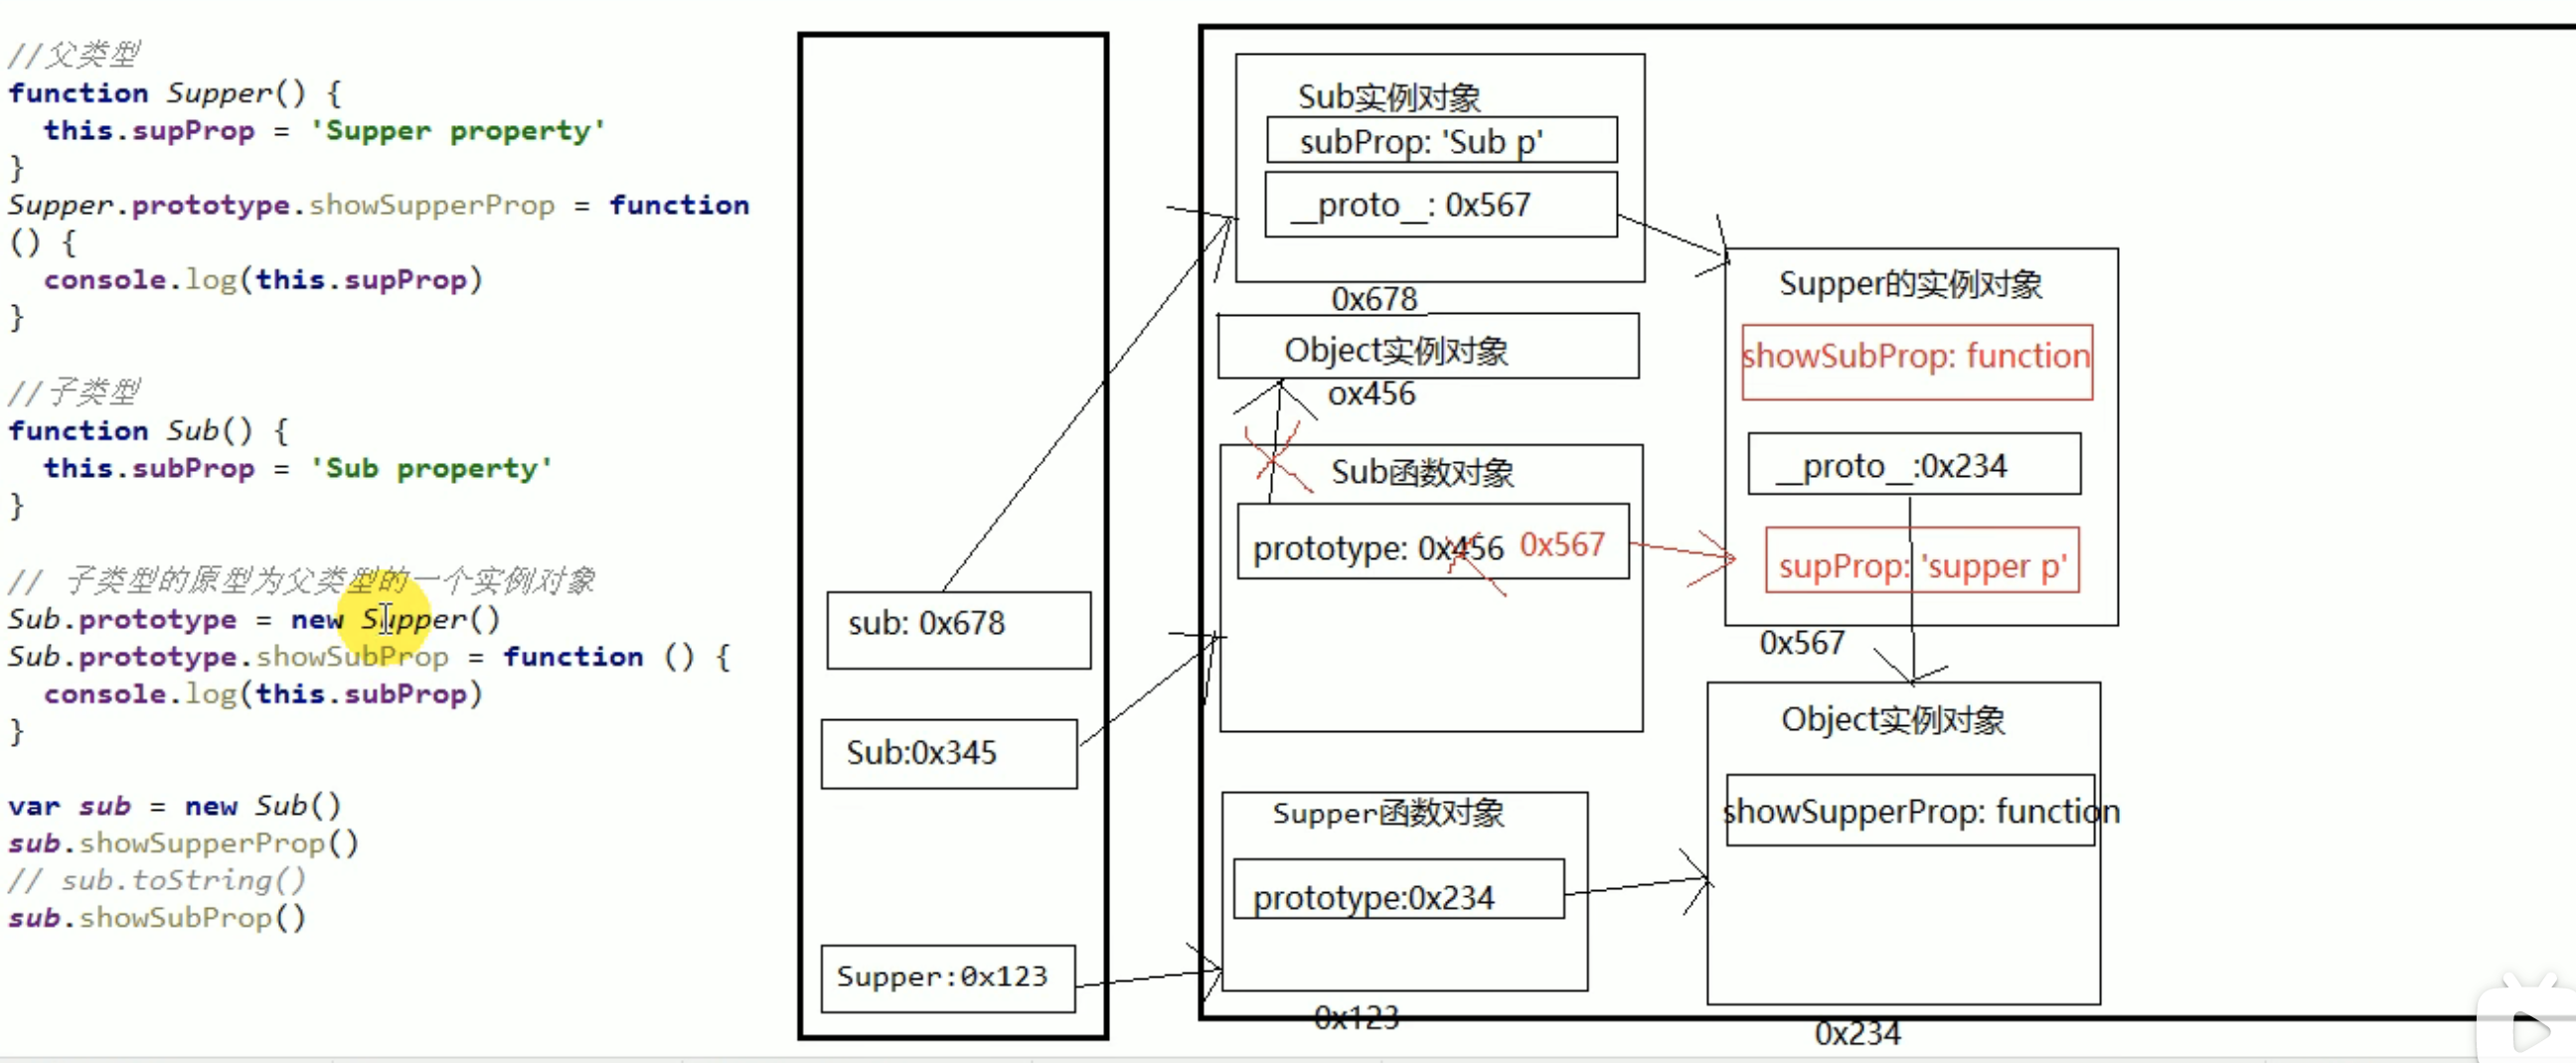 //父类型
function Supper() {
this.supProp = 'Supper property'
}
Supper.prototype.showSupperProp = function
() {
console.log(this.supProp)
}
//子类型
function Sub() {
this.subProp = 'Sub property'
}
// 子类型的原型为父类型的一个实例对象
Sub.prototype = new Supper()
Sub.prototype.showSubProp = function () {
console.log(this.subProp)
}
var sub = new Sub()
sub.showSupperProp()
// sub.toString()
sub.showSubProp()
sub: 0x678
Sub:0x345
Supper:0x123
Sub实例对象
subProp: 'Sub p'
__proto__: 0x567
0x678
Object实例对象
ox456
Sub函数对象
prototype: 0x456 0x567
Supper函数对象
prototype:0x234
0x123
Supper的实例对象
showSubProp: function
__proto__:0x234
supProp: 'supper p'
0x567
Object实例对象
showSupperProp: function
0x234